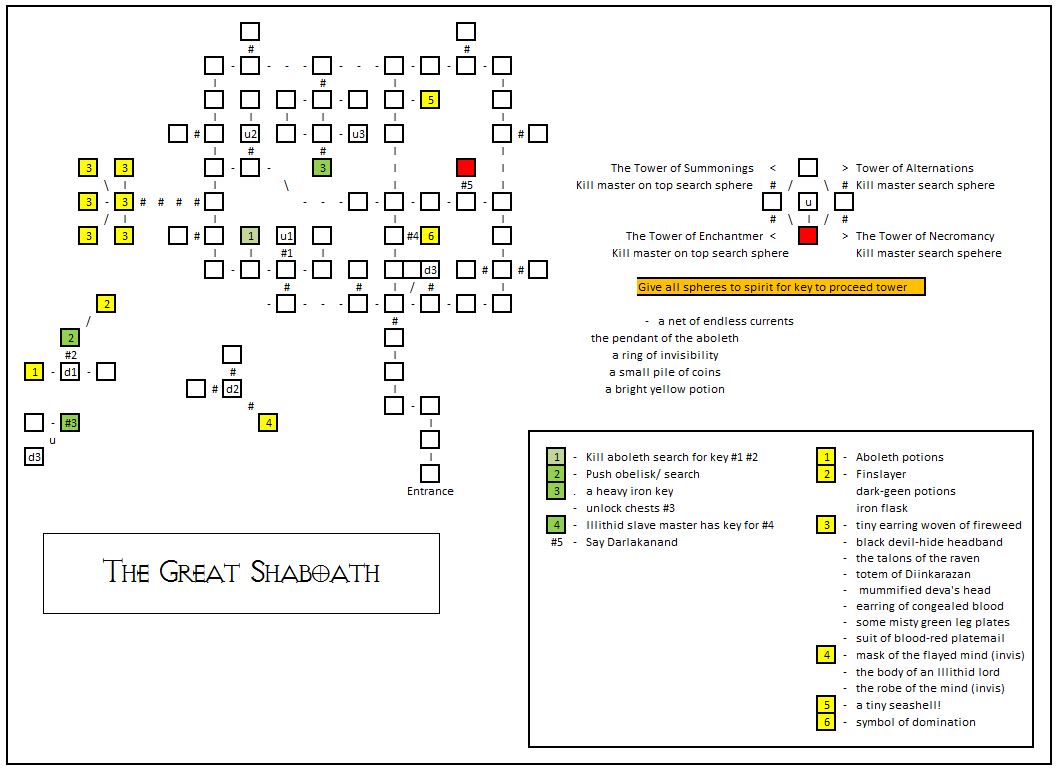 #
#
- - - - - - - - -
#
- - - 5
# u2 - - u3 #
# #
3 3 3
#5
3 - 3 # # # # - - - - - -
# 1 u1 #4 6
#1
- - - d3 # #
# # #
2 - - - - - - - -
#
2
#2
1 - d1 -
#
# d2
#
4
-
- #3
u
d3
Entrance
The Great Shaboath
The Tower of Summonings < > Tower of Alternations
Kill master on top search sphere # / \ # Kill master search sphere
u
# \ | / #
The Tower of Enchantmer < > The Tower of Necromancy
Kill master on top search sphere Kill master search spehere
Give all spheres to spirit for key to proceed tower
- a net of endless currents
the pendant of the aboleth
a ring of invisibility
a small pile of coins
a bright yellow potion
1 - Kill aboleth search for key #1 #2
2 - Push obelisk/ search
3 . a heavy iron key
- unlock chests #3
4 - Illithid slave master has key for #4
#5 - Say Darlakanand
1 - Aboleth potions
2 - Finslayer
dark-geen potions
iron flask
3 - tiny earring woven of fireweed
- black devil-hide headband
- the talons of the raven
- totem of Diinkarazan
- mummified deva's head
- earring of congealed blood
- some misty green leg plates
- suit of blood-red platemail
4 - mask of the flayed mind (invis)
- the body of an Illithid lord
- the robe of the mind (invis)
5 - a tiny seashell!
6 - symbol of domination